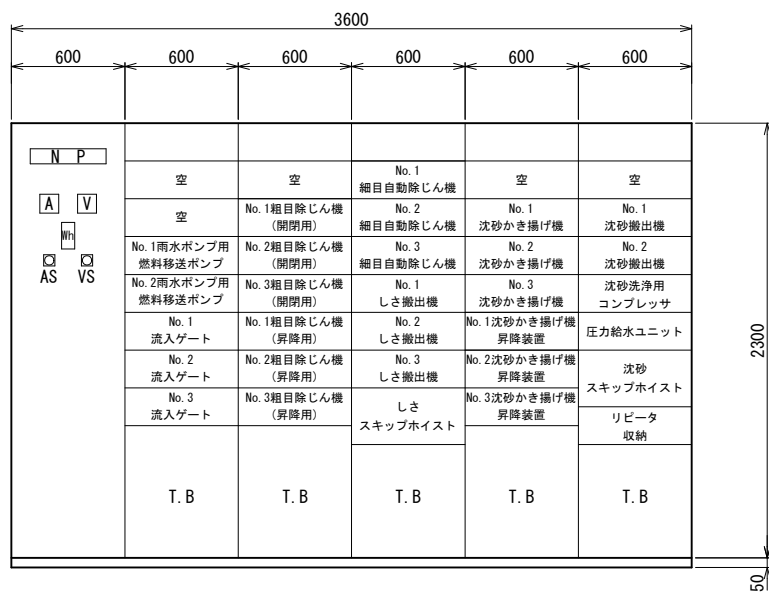 3600
600 600 600 600 600 600
N P
A V
Wh
AS VS
空
空
No.1雨水ポンプ用
燃料移送ポンプ
No.2雨水ポンプ用
燃料移送ポンプ
No.1
流入ゲート
No.2
流入ゲート
No.3
流入ゲート
T.B
空
No.1粗目除じん機
(開閉用)
No.2粗目除じん機
(開閉用)
No.3粗目除じん機
(開閉用)
No.1粗目除じん機
(昇降用)
No.2粗目除じん機
(昇降用)
No.3粗目除じん機
(昇降用)
T.B
No.1
細目自動除じん機
No.2
細目自動除じん機
No.3
細目自動除じん機
No.1
しさ搬出機
No.2
しさ搬出機
No.3
しさ搬出機
しさ
スキップホイスト
T.B
空
No.1
沈砂かき揚げ機
No.2
沈砂かき揚げ機
No.3
沈砂かき揚げ機
No.1沈砂かき揚げ機
昇降装置
No.2沈砂かき揚げ機
昇降装置
No.3沈砂かき揚げ機
昇降装置
T.B
空
No.1
沈砂搬出機
No.2
沈砂搬出機
沈砂洗浄用
コンプレッサ
圧力給水ユニット
沈砂
スキップホイスト
リピータ
収納
T.B
2300
50